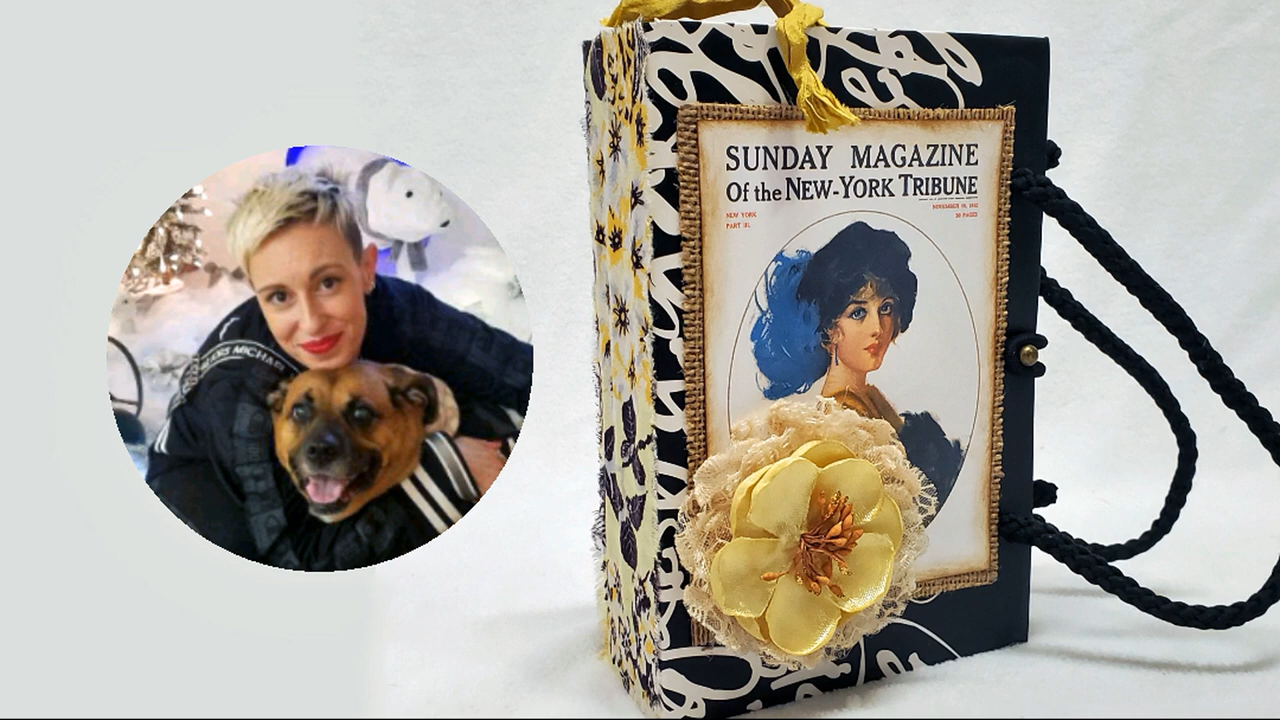 SUNDAY MAGAZINE
Of the NEW-YORK TRIBUNE
NEW YORK
PART III.
30 PAGES